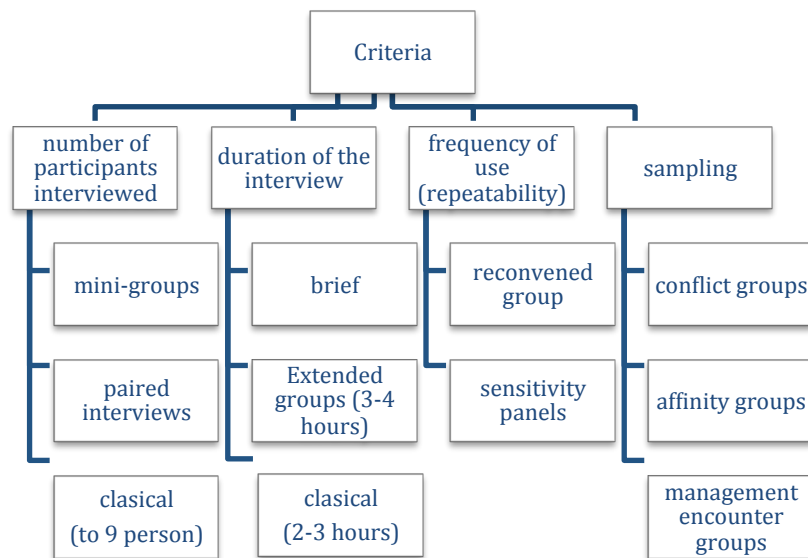 Criteria
number of
participants
interviewed
mini-groups
paired
interviews
clasical
(to 9 person)
duration of the
interview
brief
Extended
groups (3-4
hours)
clasical
(2-3 hours)
frequency of
use
(repeatability)
reconvened
group
sensitivity
panels
sampling
conflict groups
affinity groups
management
encounter
groups